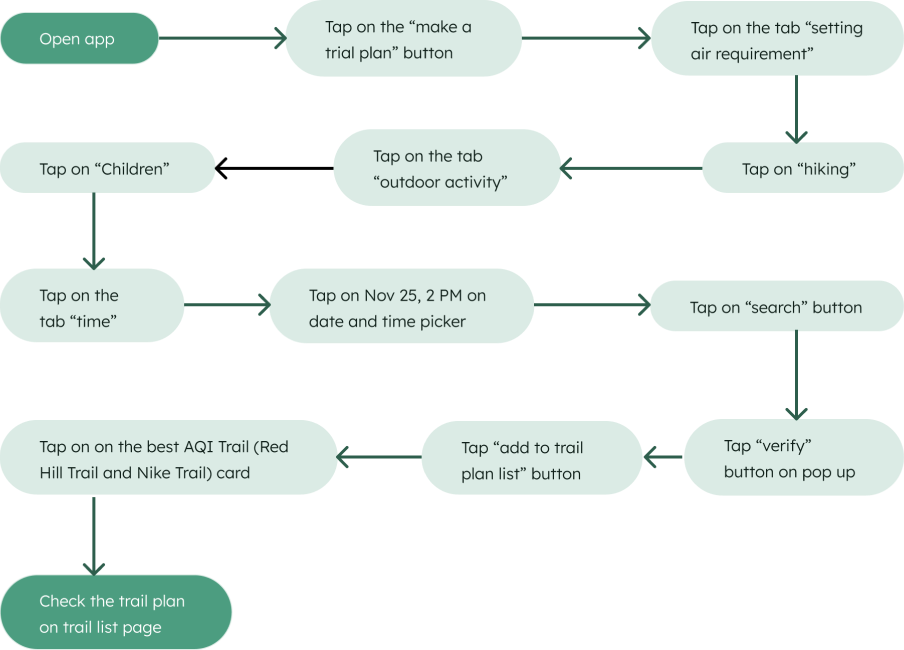 Open app
Tap on the “make a
trial plan” button
Tap on the tab “setting
air requirement”
Tap on “hiking”
Tap on the tab
“outdoor activity”
Tap on “Children”
Tap on the
tab “time”
Tap on Nov 25, 2 PM on
date and time picker
Tap on “search” button
Tap “verify”
button on pop up
Tap “add to trail
plan list” button
Tap on on the best AQI Trail (Red
Hill Trail and Nike Trail) card
Check the trail plan
on trail list page